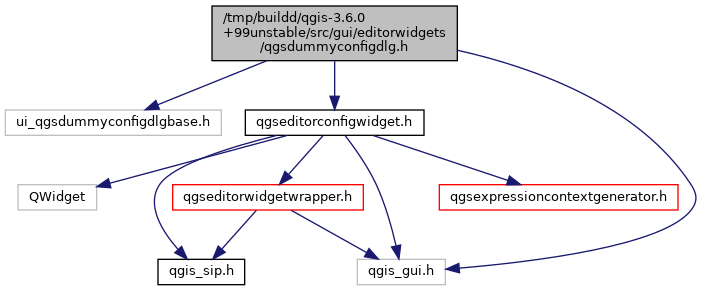 /tmp/buildd/qgis-3.6.0
+99unstable/src/gui/editorwidgets
/qgsdummyconfigdlg.h
ui_qgsdummyconfigdlgbase.h
qgseditorconfigwidget.h
QWidget
qgseditorwidgetwrapper.h
qgsexpressioncontextgenerator.h
qgis_sip.h
qgis_gui.h